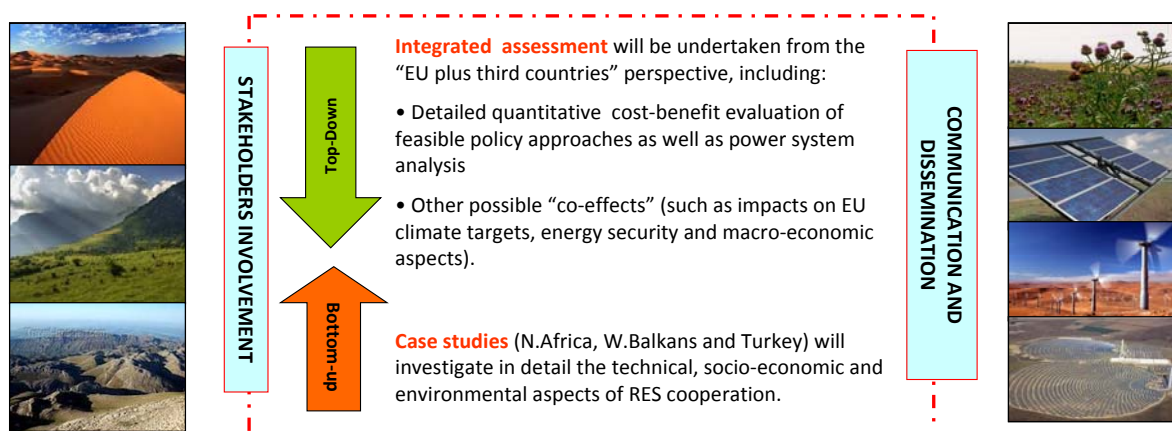 STAKEHOLDERS INVOLVEMENT
Top-Down
Integrated assessment will be undertaken from the
“EU plus third countries” perspective, including:
• Detailed quantitative cost-benefit evaluation of
feasible policy approaches as well as power system
analysis
• Other possible “co-effects” (such as impacts on EU
climate targets, energy security and macro-economic
aspects).
Bottom-up
Case studies (N.Africa, W.Balkans and Turkey) will
investigate in detail the technical, socio-economic and
environmental aspects of RES cooperation.
COMMUNICATION AND
DISSEMINATION